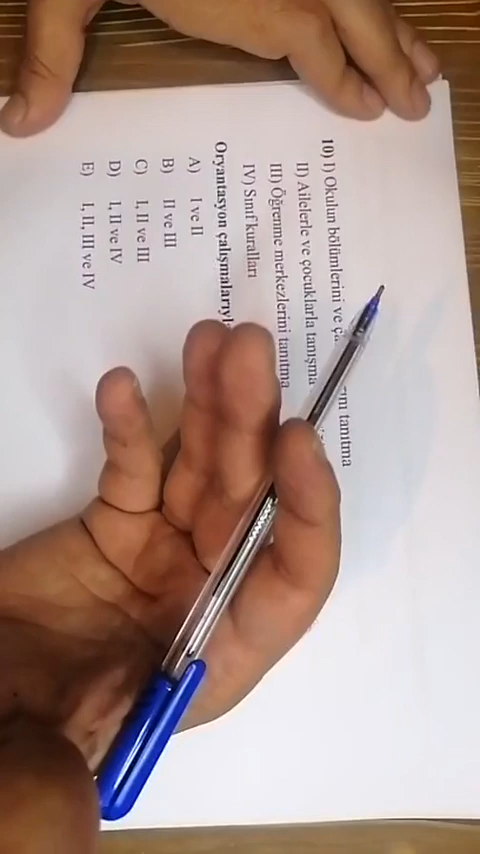 10) I) Okulun bölümlerini ve tanıtma
II) Ailelerle ve çocuklarla tanışma
III) Öğrenme merkezlerini tanıtma
IV) Sınıf kuralları
Oryantasyon
A) I ve II
B) II ve III
C) I, II ve III
D) I, II ve IV
E) I, II, III ve IV